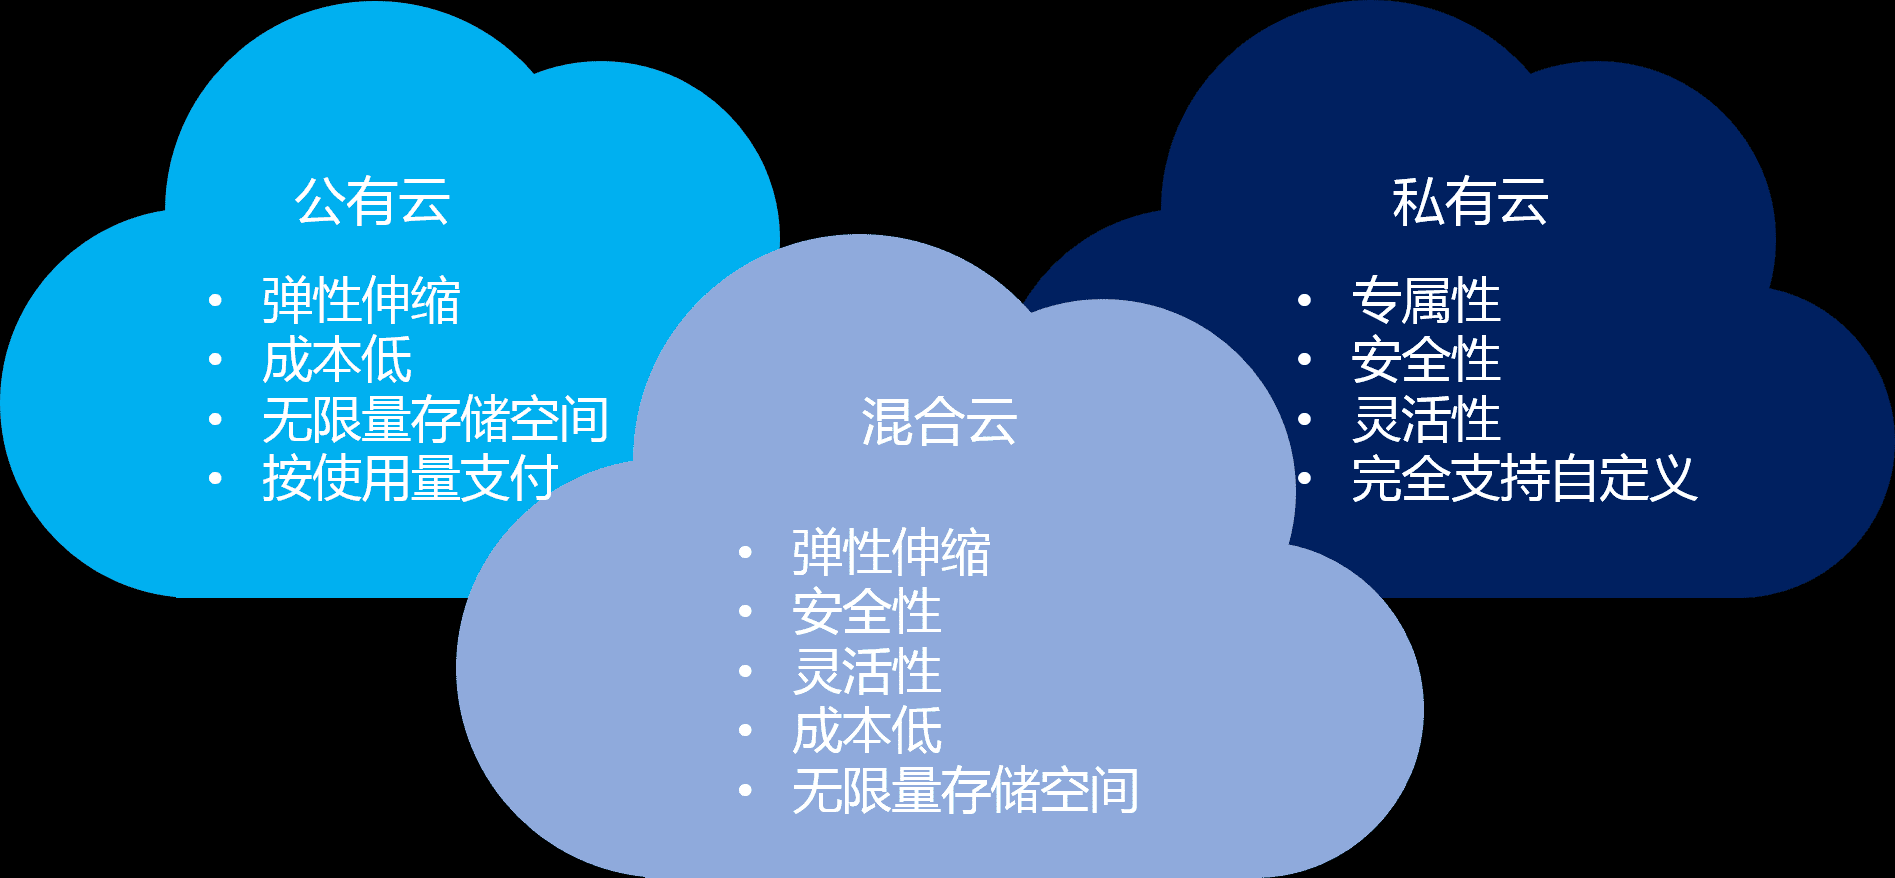 公有云
• 弹性伸缩
• 成本低
• 无限量存储空间
• 按使用量支付
混合云
• 弹性伸缩
• 安全性
• 灵活性
• 成本低
• 无限量存储空间
私有云
• 专属性
• 安全性
• 灵活性
• 完全支持自定义